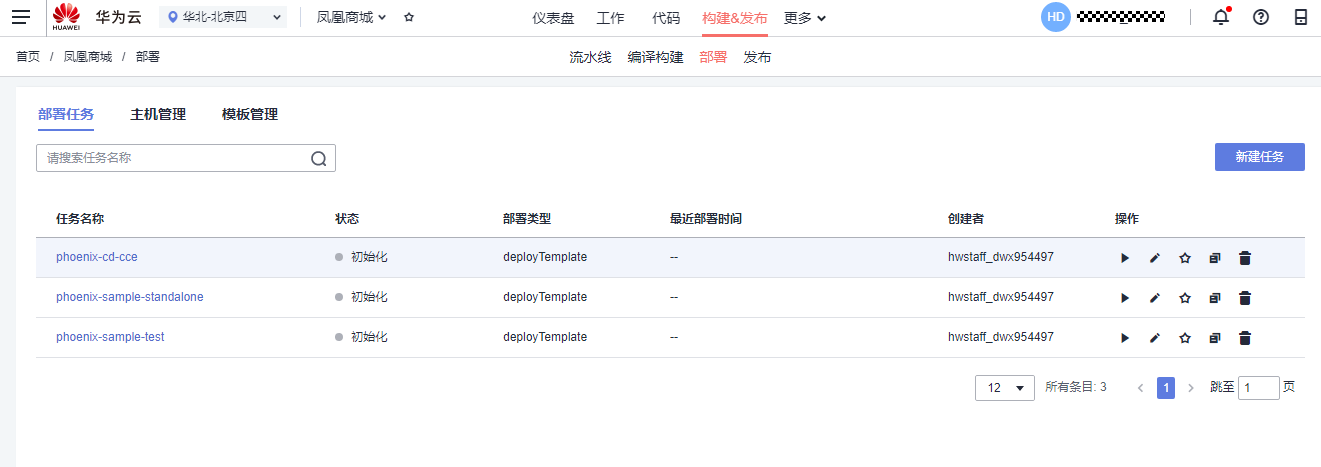 HUAWEI 华为云 华北-北京四 凤凰商城 仪表盘 工作 代码 构建&发布 更多 HD
首页 / 凤凰商城 / 部署 流水线 编译构建 部署 发布
部署任务 主机管理 模板管理
请搜索任务名称 新建任务
任务名称 状态 部署类型 最近部署时间 创建者 操作
phoenix-cd-cce 初始化 deployTemplate -- hwstaff_dwx954497
phoenix-sample-standalone 初始化 deployTemplate -- hwstaff_dwx954497
phoenix-sample-test 初始化 deployTemplate -- hwstaff_dwx954497
12 所有条目: 3 < 1 > 跳至 1 页